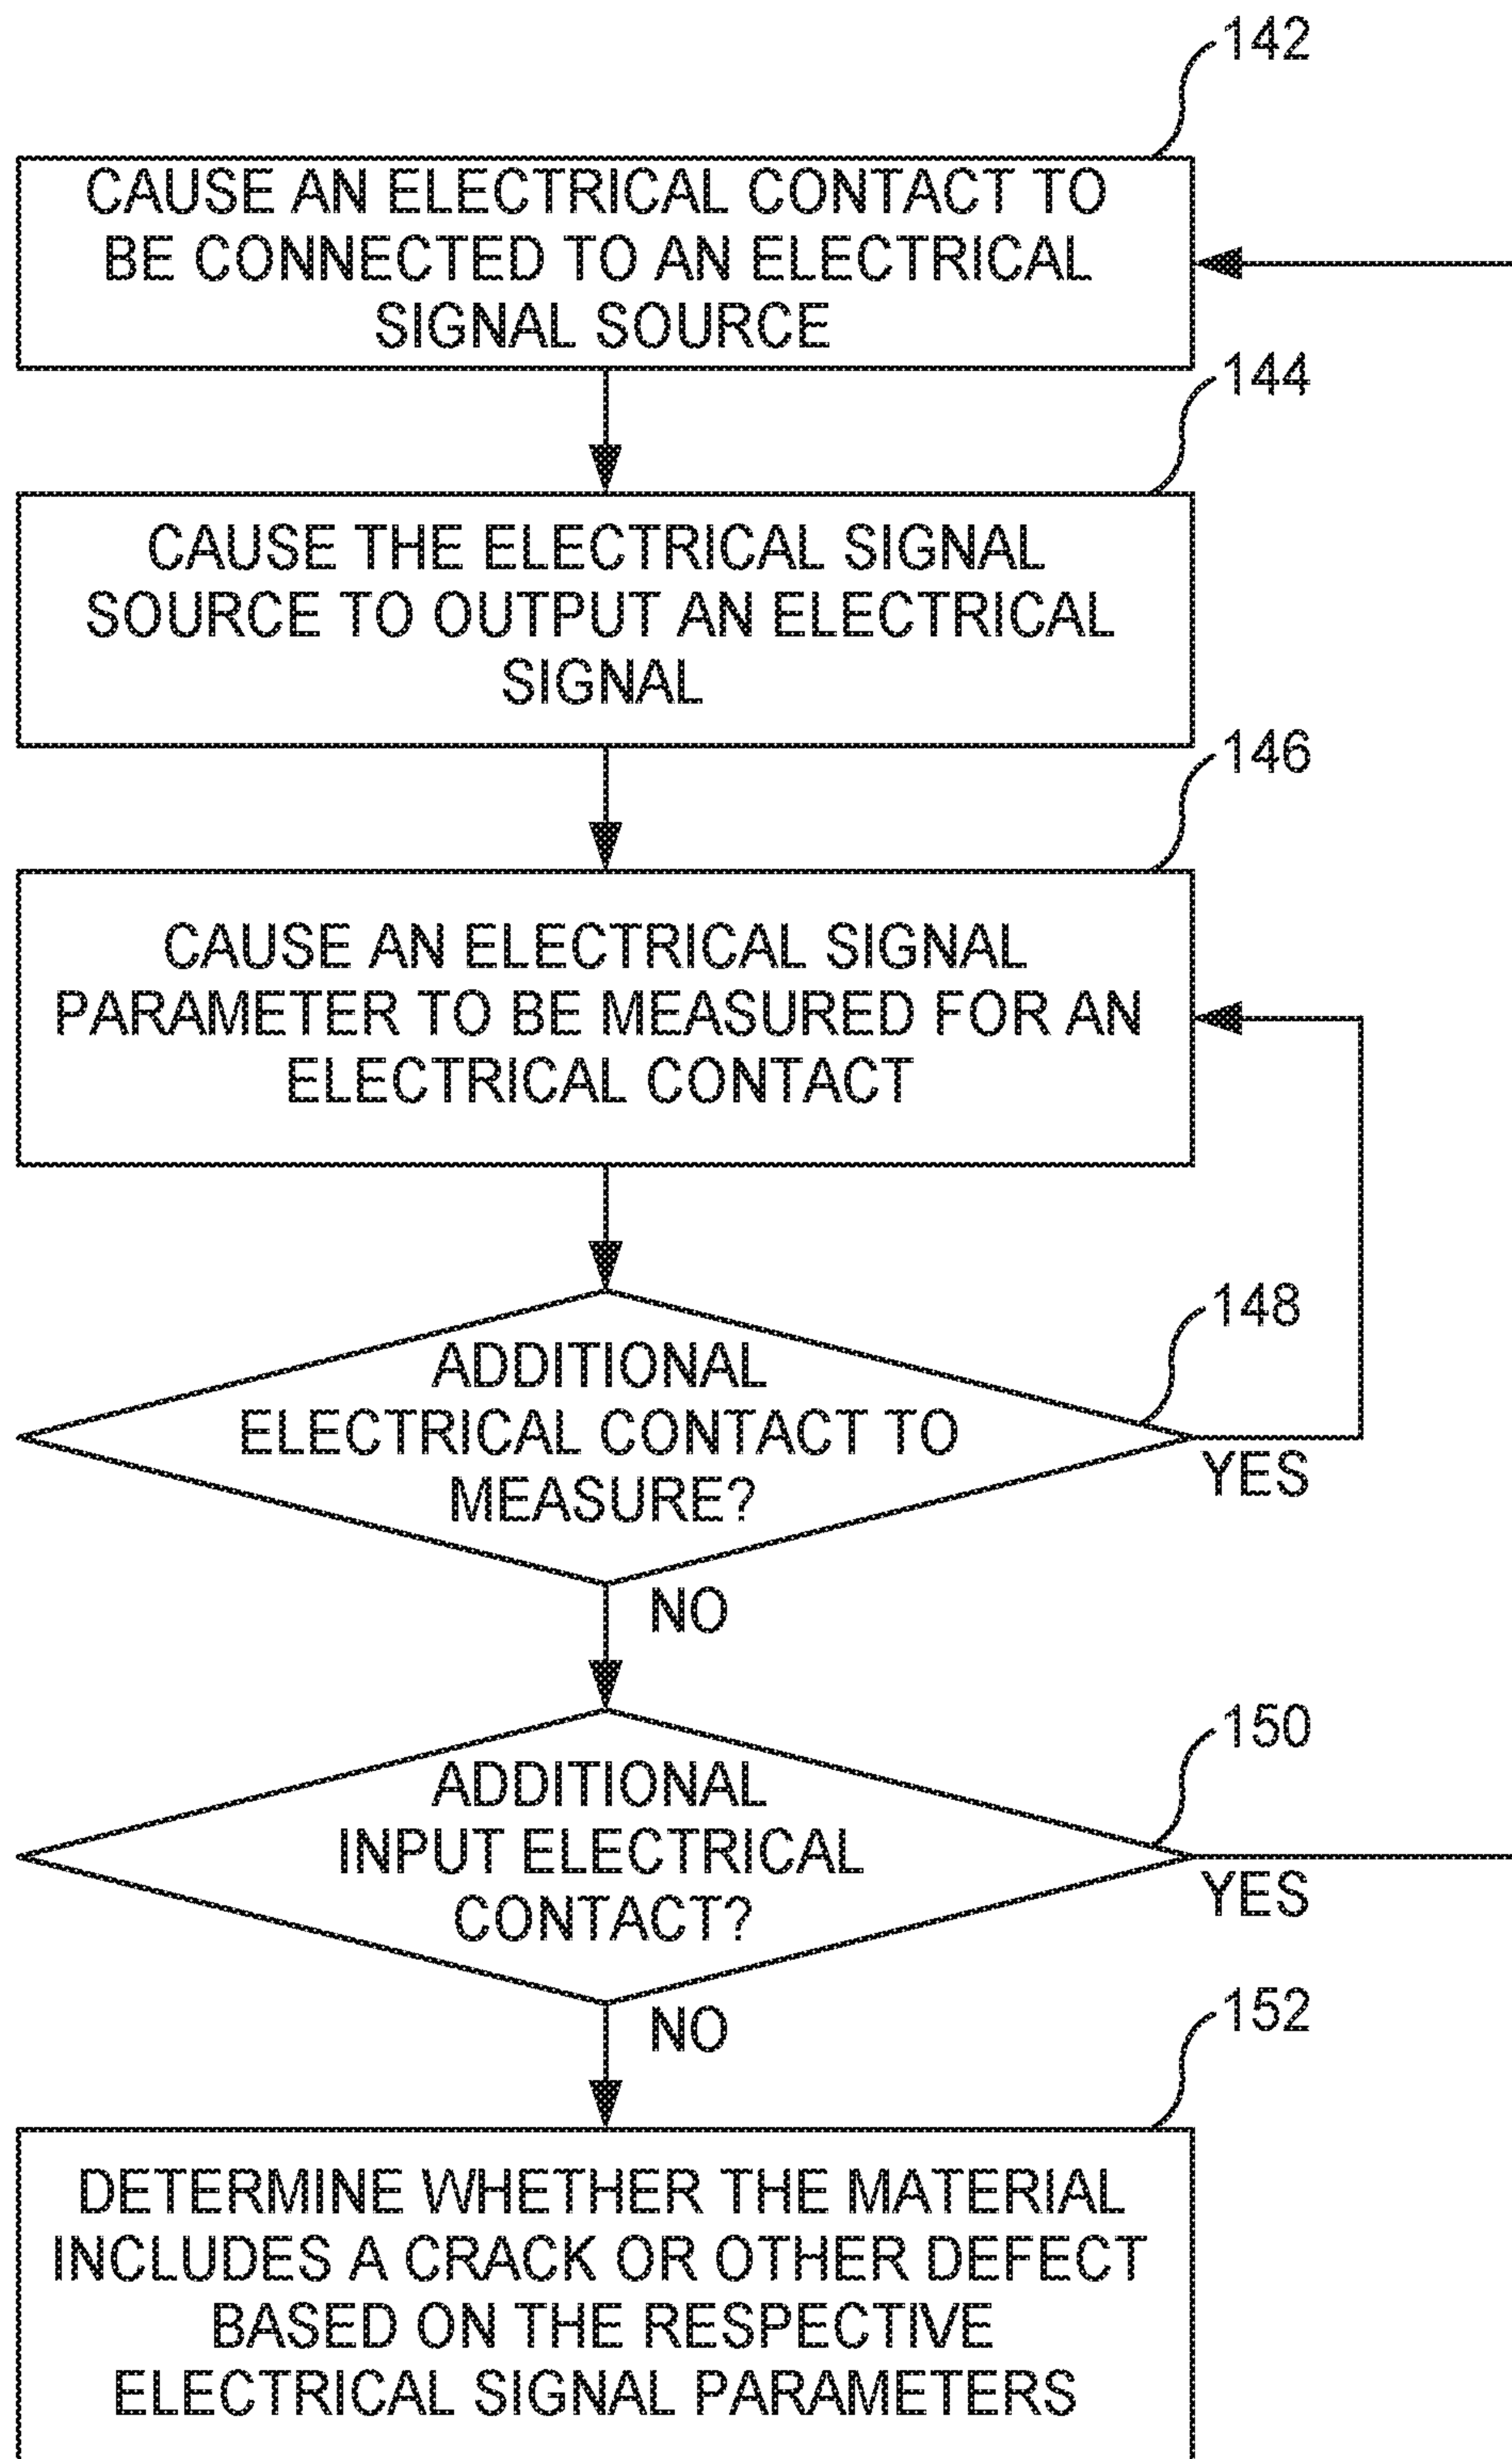 142
CAUSE AN ELECTRICAL CONTACT TO
BE CONNECTED TO AN ELECTRICAL
SIGNAL SOURCE
144
CAUSE THE ELECTRICAL SIGNAL
SOURCE TO OUTPUT AN ELECTRICAL
SIGNAL
146
CAUSE AN ELECTRICAL SIGNAL
PARAMETER TO BE MEASURED FOR AN
ELECTRICAL CONTACT
148
ADDITIONAL
ELECTRICAL CONTACT TO
MEASURE?
YES
NO
150
ADDITIONAL
INPUT ELECTRICAL
CONTACT?
YES
NO
152
DETERMINE WHETHER THE MATERIAL
INCLUDES A CRACK OR OTHER DEFECT
BASED ON THE RESPECTIVE
ELECTRICAL SIGNAL PARAMETERS